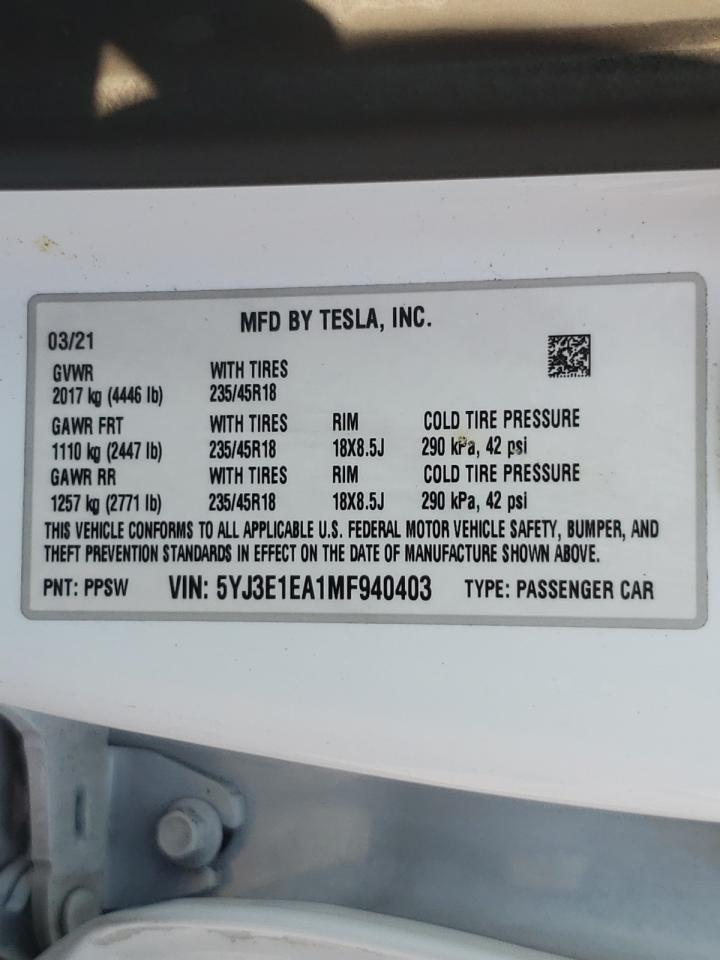 MFD BY TESLA, INC.
03/21
GVWR WITH TIRES
2017 kg (4446 lb) 235/45R18
GAWR FRT WITH TIRES RIM COLD TIRE PRESSURE
1110 kg (2447 lb) 235/45R18 18X8.5J 290 kPa, 42 psi
GAWR RR WITH TIRES RIM COLD TIRE PRESSURE
1257 kg (2771 lb) 235/45R18 18X8.5J 290 kPa, 42 psi
THIS VEHICLE CONFORMS TO ALL APPLICABLE U.S. FEDERAL MOTOR VEHICLE SAFETY, BUMPER, AND
THEFT PREVENTION STANDARDS IN EFFECT ON THE DATE OF MANUFACTURE SHOWN ABOVE.
PNT: PPSW VIN: 5YJ3E1EA1MF940403 TYPE: PASSENGER CAR